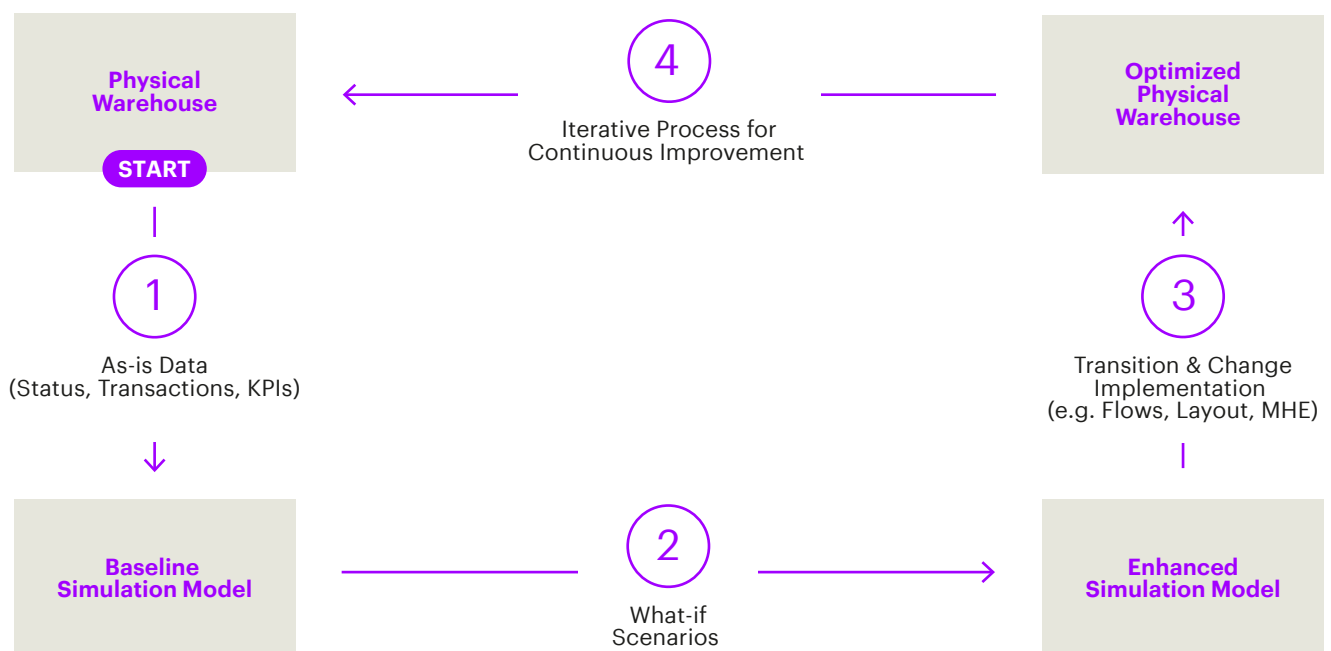 Physical
Warehouse
START
4
Iterative Process for
Continuous Improvement
Optimized
Physical
Warehouse
1
As-is Data
(Status, Transactions, KPIs)
3
Transition & Change
Implementation
(e.g. Flows, Layout, MHE)
Baseline
Simulation Model
2
What-if
Scenarios
Enhanced
Simulation Model